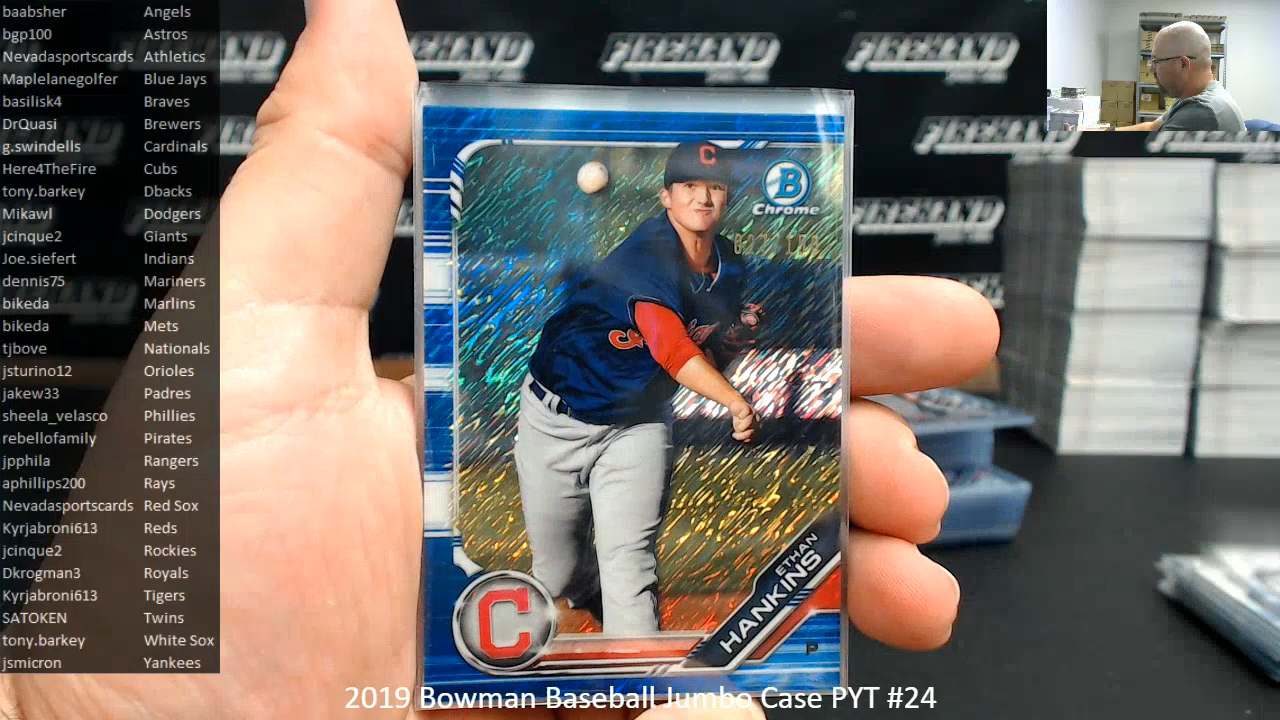 baabsher Angels
bgp100 Astros
Nevadasportscards Athletics
Maplelanegolfer Blue Jays
basilisk4 Braves
DrQuasi Brewers
g.swindells Cardinals
Here4TheFire Cubs
tony.barkey Dbacks
Mikawl Dodgers
jcinque2 Giants
Joe.siefert Indians
dennis75 Mariners
bikeda Marlins
bikeda Mets
tjbove Nationals
jsturino12 Orioles
jakew33 Padres
sheela_velasco Phillies
rebellofamily Pirates
jpphila Rangers
aphillips200 Rays
Nevadasportscards Red Sox
Kyrjabroni613 Reds
jcinque2 Rockies
Dkrogman3 Royals
Kyrjabroni613 Tigers
SATOKEN Twins
tony.barkey White Sox
jsmicron Yankees
FIREHAND
FIREHAND
FIREHAND
FIREHAND
FIREHAND
C
B
Chrome
C
ETHAN
HANKINS
P
2019 Bowman Baseball Jumbo Case PYT #24